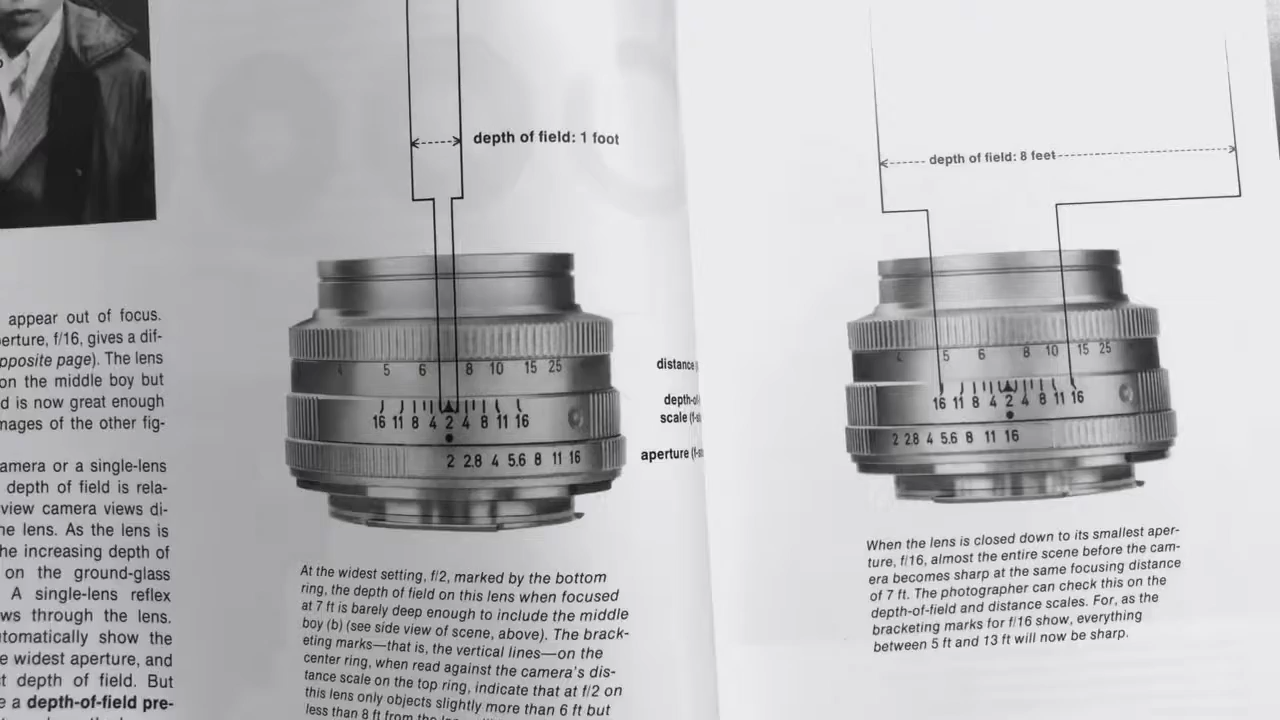 appear out of focus.
erture, f/16, gives a dif-
pposite page). The lens
on the middle boy but
d is now great enough
mages of the other fig-
amera or a single-lens
depth of field is rela-
view camera views di-
he lens. As the lens is
he increasing depth of
on the ground-glass
A single-lens reflex
ws through the lens.
tomatically show the
e widest aperture, and
t depth of field. But
e a depth-of-field pre-
depth of field: 1 foot
4 5 6 8 10 15 25
16 11 8 4 2 4 8 11 16
2 2.8 4 5.6 8 11 16
distance
depth-of
scale (f-s
aperture (f-s
At the widest setting, f/2, marked by the bottom
ring, the depth of field on this lens when focused
at 7 ft is barely deep enough to include the middle
boy (b) (see side view of scene, above). The brack-
eting marks—that is, the vertical lines—on the
center ring, when read against the camera's dis-
tance scale on the top ring, indicate that at f/2 on
this lens only objects slightly more than 6 ft but
less than 8 ft from the
depth of field: 8 feet
4 5 6 8 10 15 25
16 11 8 4 2 4 8 11 16
2 2.8 4 5.6 8 11 16
When the lens is closed down to its smallest aper-
ture, f/16, almost the entire scene before the cam-
era becomes sharp at the same focusing distance
of 7 ft. The photographer can check this on the
depth-of-field and distance scales. For, as the
bracketing marks for f/16 show, everything
between 5 ft and 13 ft will now be sharp.